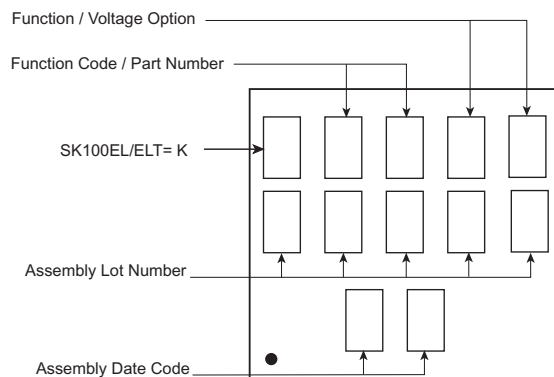 Function / Voltage Option
Function Code / Part Number
SK100EL/ELT= K
Assembly Lot Number
Assembly Date Code